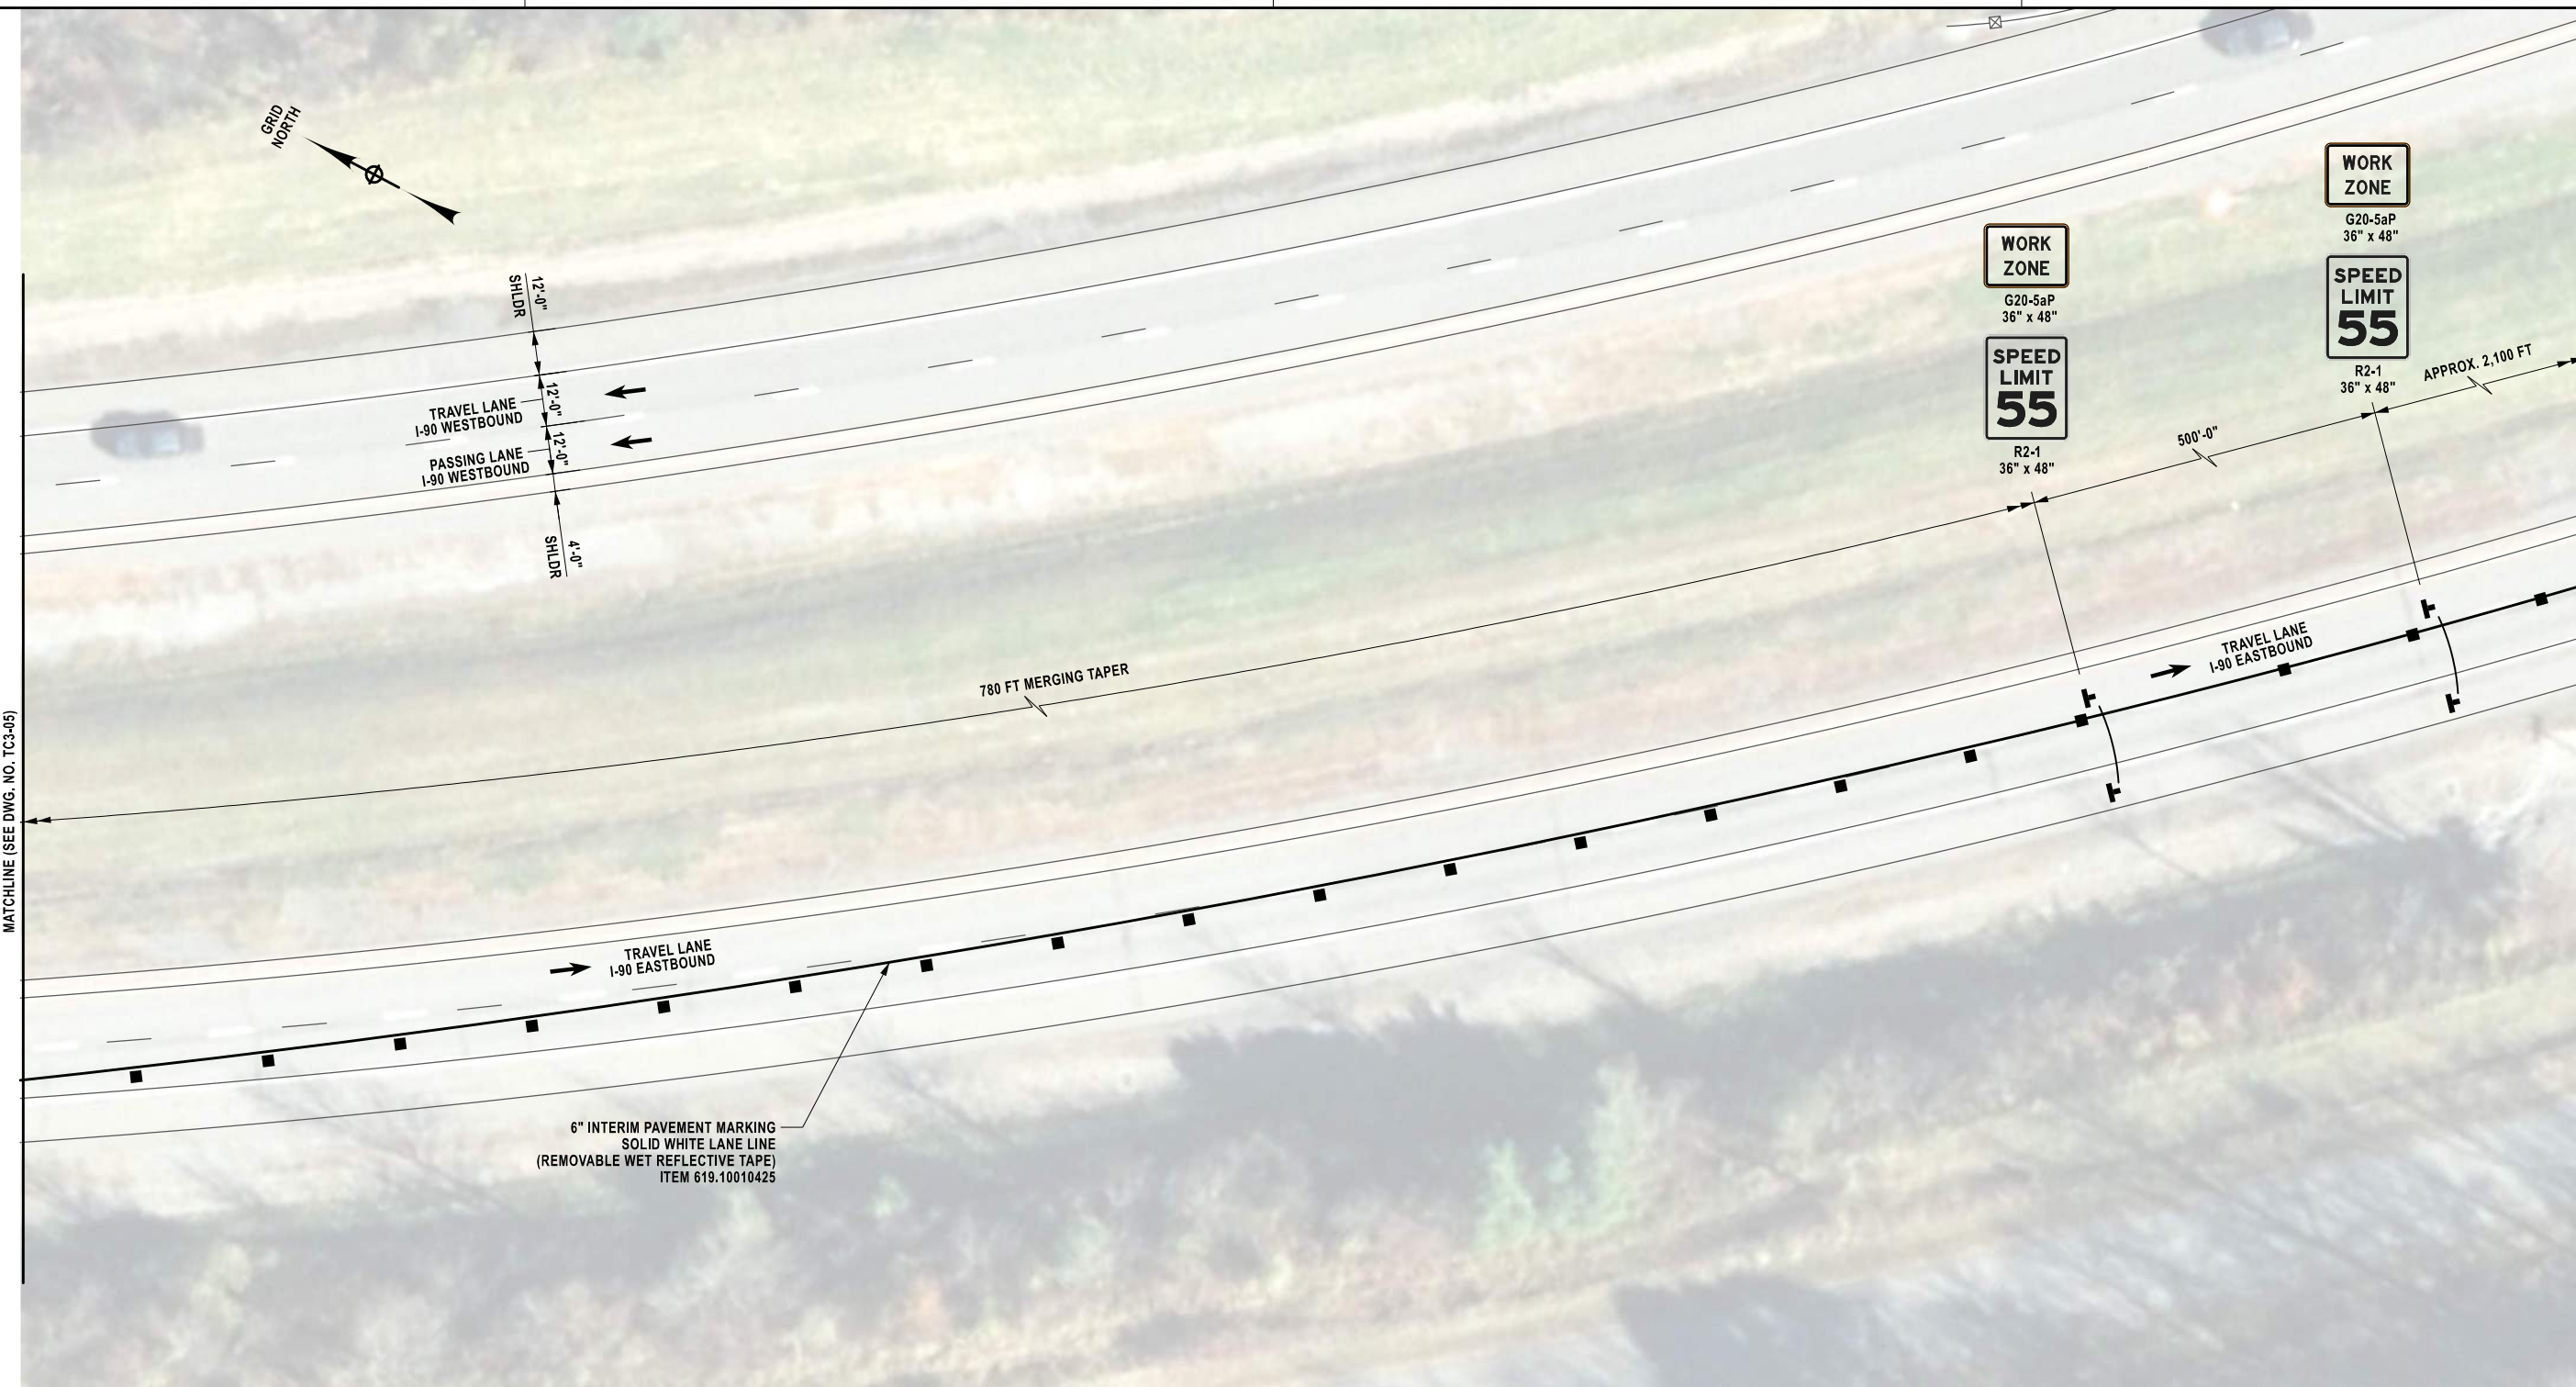 GRID
NORTH
WORK
ZONE
G20-5aP
36" x 48"
SPEED
LIMIT
55
R2-1
36" x 48"
WORK
ZONE
G20-5aP
36" x 48"
SPEED
LIMIT
55
R2-1
36" x 48"
APPROX. 2,100 FT
500'-0"
12'-0"
SHLDR
12'-0"
TRAVEL LANE
I-90 WESTBOUND
12'-0"
PASSING LANE
I-90 WESTBOUND
4'-0"
SHLDR
780 FT MERGING TAPER
TRAVEL LANE
I-90 EASTBOUND
MATCHLINE (SEE DWG. NO. TC3-05)
TRAVEL LANE
I-90 EASTBOUND
6" INTERIM PAVEMENT MARKING
SOLID WHITE LANE LINE
(REMOVABLE WET REFLECTIVE TAPE)
ITEM 619.10010425